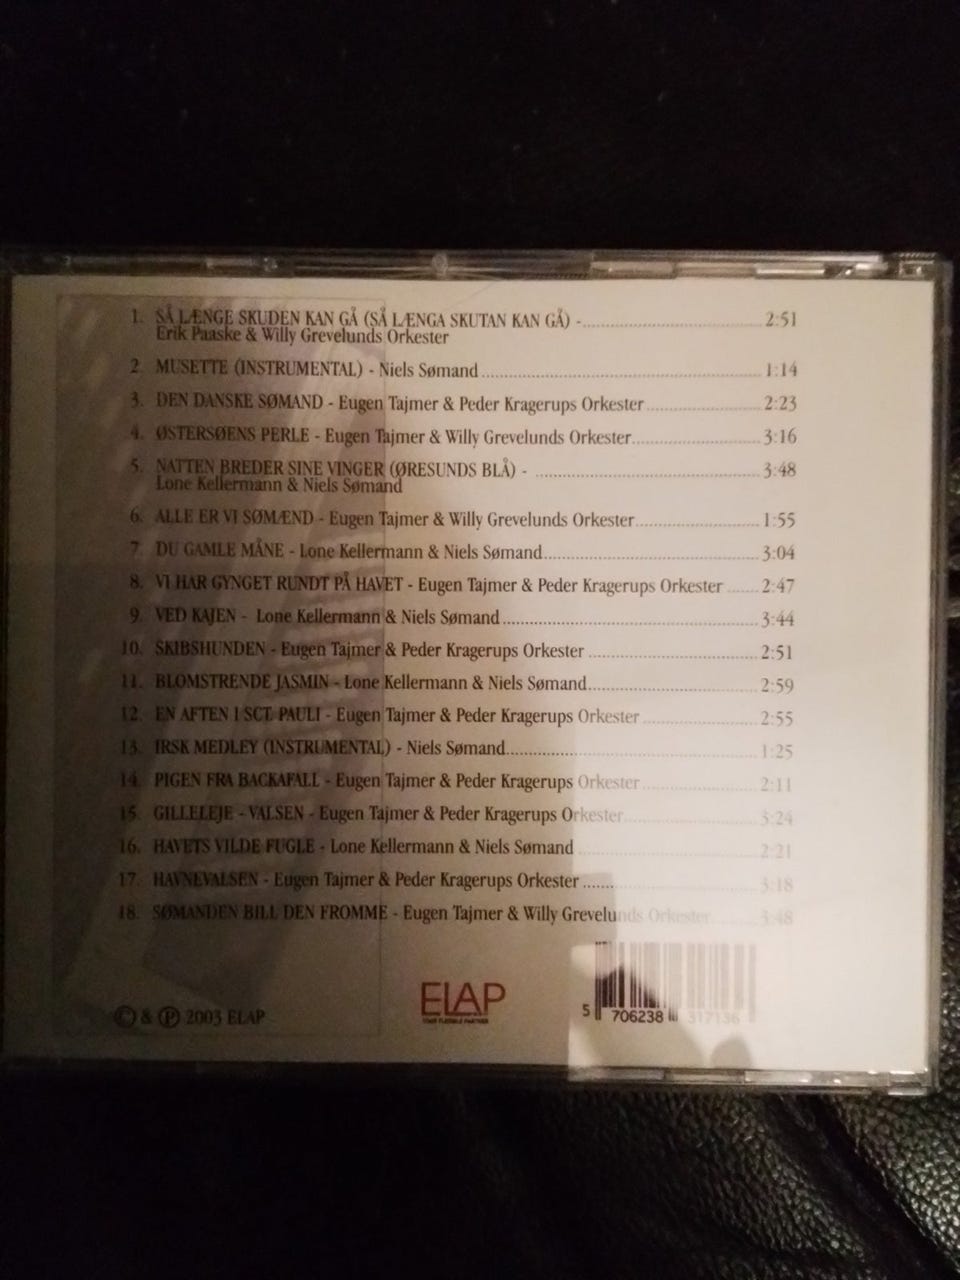 1. SÅ LÆNGE SKUDEN KAN GÅ (SÅ LÆNGA SKUTAN KAN GÅ) - 2:51
Erik Paaske & Willy Grevelunds Orkester
2. MUSETTE (INSTRUMENTAL) - Niels Sømand 1:14
3. DEN DANSKE SØMAND - Eugen Tajmer & Peder Kragerups Orkester 2:23
4. ØSTERSØENS PERLE - Eugen Tajmer & Willy Grevelunds Orkester 3:16
5. NATTEN BREDER SINE VINGER (ØRESUNDS BLÅ) - 3:48
Lone Kellermann & Niels Sømand
6. ALLE ER VI SØMÆND - Eugen Tajmer & Willy Grevelunds Orkester 1:55
7. DU GAMLE MÅNE - Lone Kellermann & Niels Sømand 3:04
8. VI HAR GYNGET RUNDT PÅ HAVET - Eugen Tajmer & Peder Kragerups Orkester 2:47
9. VED KAJEN - Lone Kellermann & Niels Sømand 3:44
10. SKIBSHUNDEN - Eugen Tajmer & Peder Kragerups Orkester 2:51
11. BLOMSTRENDE JASMIN - Lone Kellermann & Niels Sømand 2:59
12. EN AFTEN I SCT. PAULI - Eugen Tajmer & Peder Kragerups Orkester 2:55
13. IRSK MEDLEY (INSTRUMENTAL) - Niels Sømand 1:25
14. PIGEN FRA BACKAFALL - Eugen Tajmer & Peder Kragerups Orkester 2:11
15. GILLELEJE - VALSEN - Eugen Tajmer & Peder Kragerups Orkester 3:24
16. HAVETS VILDE FUGLE - Lone Kellermann & Niels Sømand 2:21
17. HAVNEVALSEN - Eugen Tajmer & Peder Kragerups Orkester 3:18
18. SØMANDEN BILL DEN FROMME - Eugen Tajmer & Willy Grevelunds Orkester 3:48
© & ℗ 2003 ELAP
ELAP
YOUR FLEXIBLE PARTNER
5 706238 317136